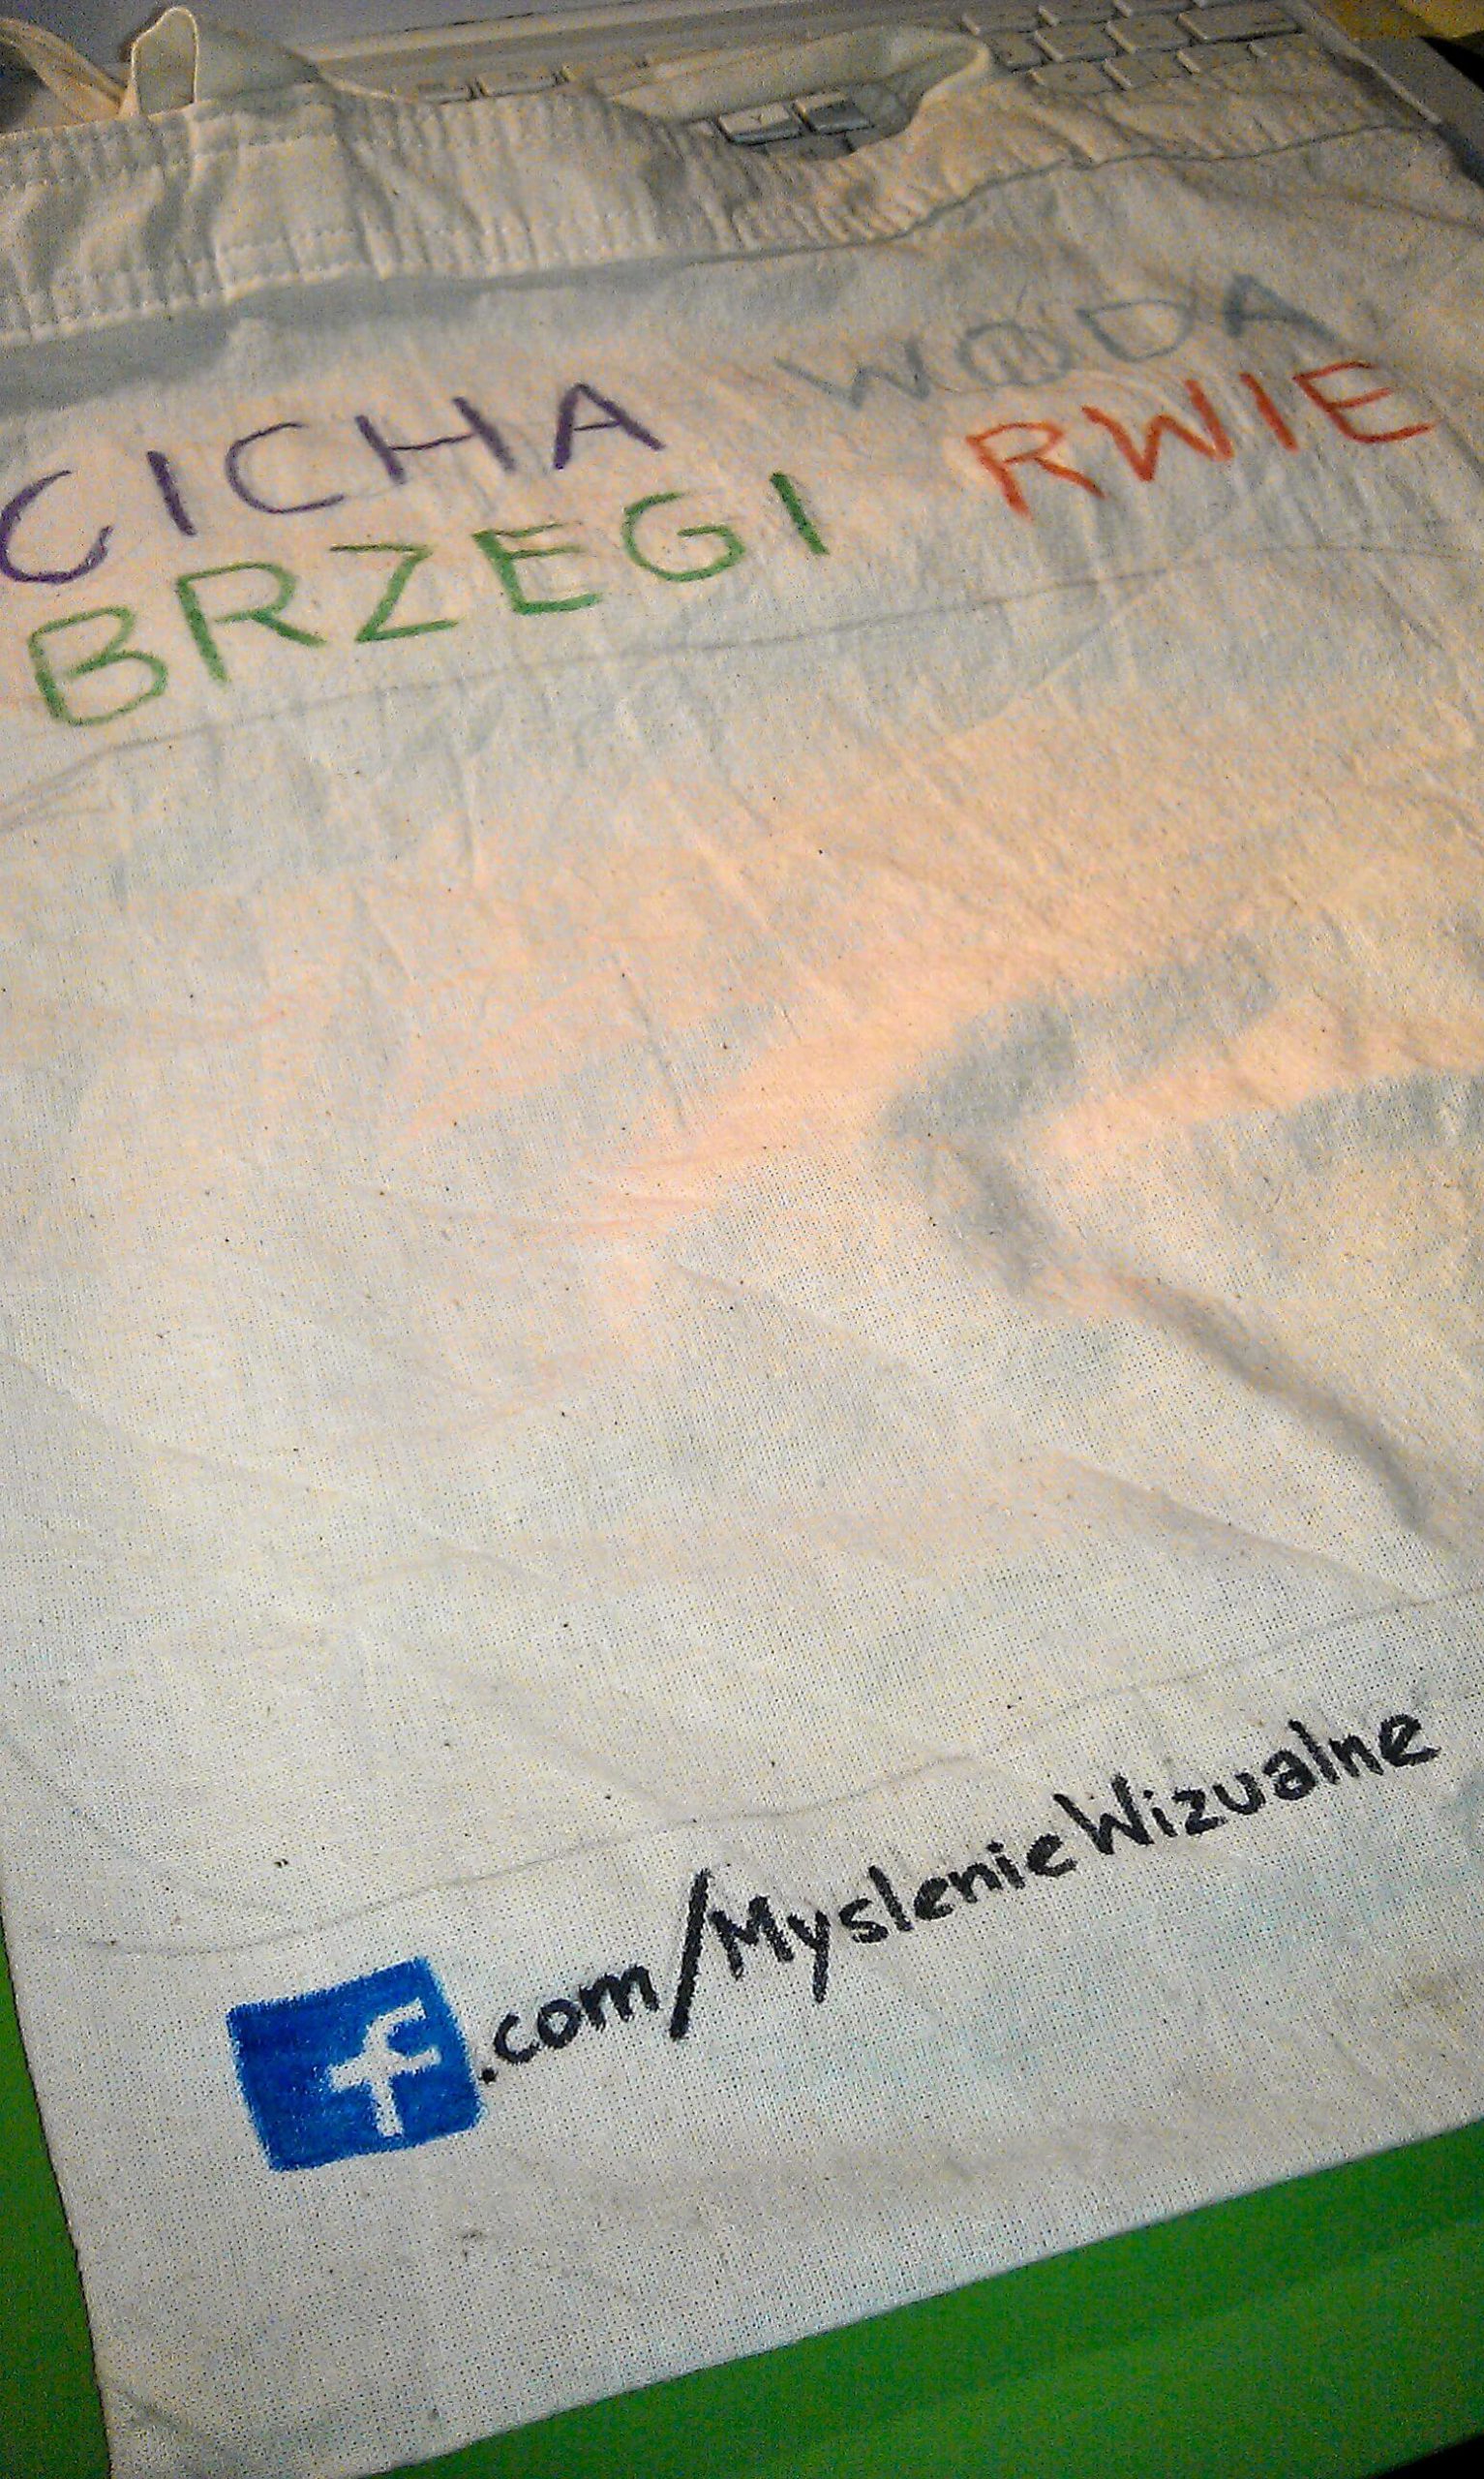 CICHA WODA
BRZEGI RWIE
f.com/MyslenieWizualne